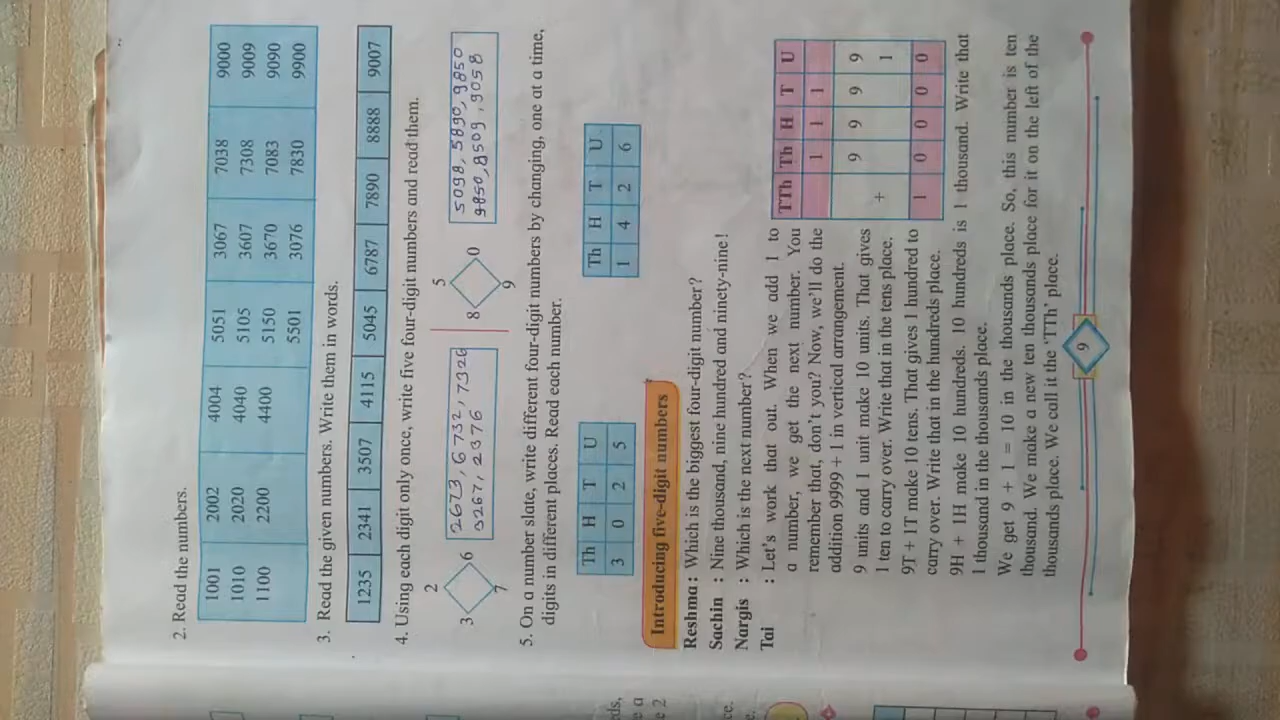 2. Read the numbers.
1001 2002 4004 5051 3067 7038 9000
1010 2020 4040 5105 3607 7308 9009
1100 2200 4400 5150 3670 7083 9090
5501 3076 7830 9900
3. Read the given numbers. Write them in words.
1235 2341 3507 4115 5045 6787 7890 8888 9007
4. Using each digit only once, write five four-digit numbers and read them.
2
3 6
7
2673, 6732, 7326
3267, 2376
5
8 0
9
5098, 5890, 9850
9850, 8509, 9058
5. On a number slate, write different four-digit numbers by changing, one at a time,
digits in different places. Read each number.
Th H T U
3 0 2 5
Th H T U
1 4 2 6
Introducing five-digit numbers
Reshma : Which is the biggest four-digit number?
Sachin : Nine thousand, nine hundred and ninety-nine!
Nargis : Which is the next number?
Tai : Let's work that out. When we add 1 to
a number, we get the next number. You
remember that, don't you? Now, we'll do the
addition 9999 + 1 in vertical arrangement.
9 units and 1 unit make 10 units. That gives
1 ten to carry over. Write that in the tens place.
9T + 1T make 10 tens. That gives 1 hundred to
carry over. Write that in the hundreds place.
TTh Th H T U
1 1 1
9 9 9 9
+ 1
1 0 0 0 0
9H + 1H make 10 hundreds. 10 hundreds is 1 thousand. Write that
1 thousand in the thousands place.
We get 9 + 1 = 10 in the thousands place. So, this number is ten
thousand. We make a new ten thousands place for it on the left of the
thousands place. We call it the 'TTh' place.
9